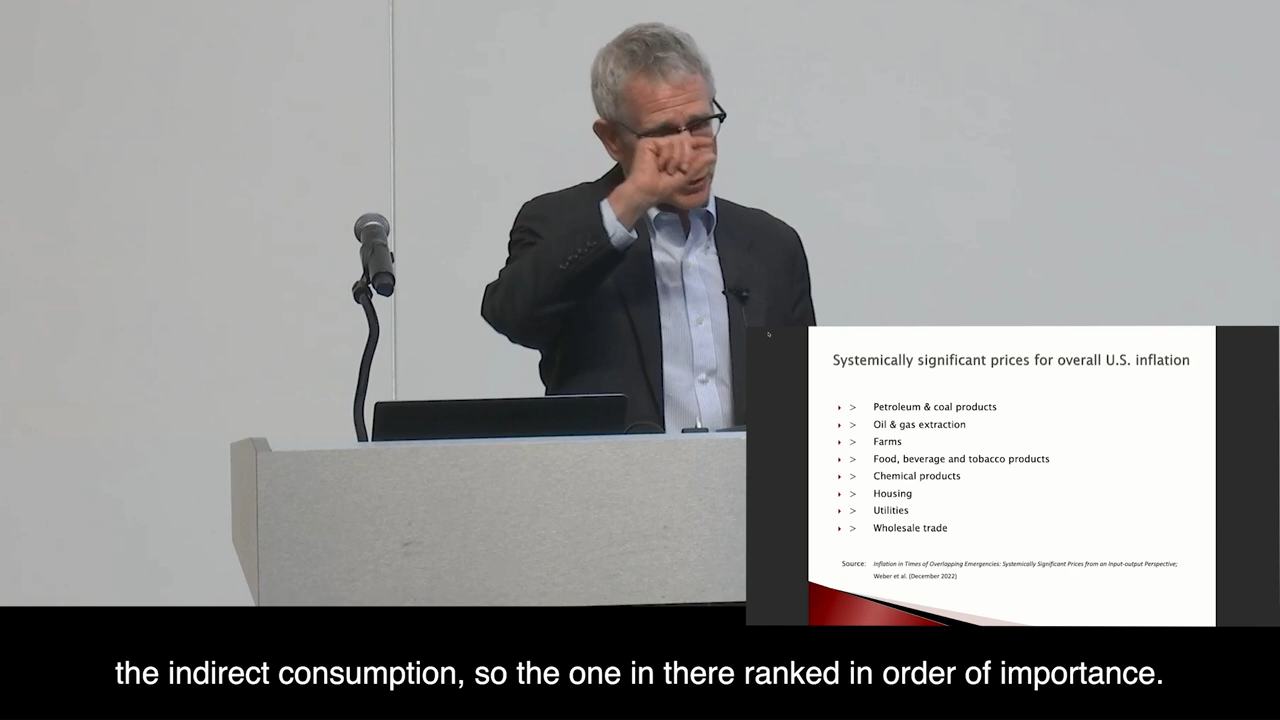 Systemically significant prices for overall U.S. inflation
> Petroleum & coal products
> Oil & gas extraction
> Farms
> Food, beverage and tobacco products
> Chemical products
> Housing
> Utilities
> Wholesale trade
Source: Inflation in Times of Overlapping Emergencies: Systemically Significant Prices from an Input-output Perspective;
Weber et al. (December 2022)
the indirect consumption, so the one in there ranked in order of importance.